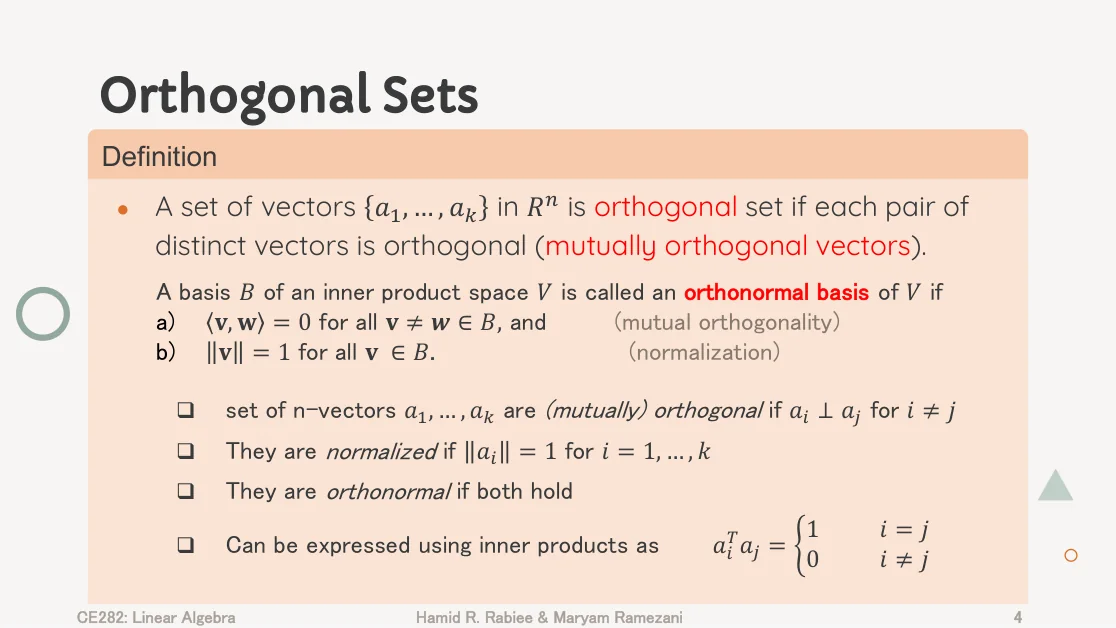 Orthogonal Sets
Definition
• A set of vectors {𝑎₁, … , 𝑎ₖ} in 𝑅ⁿ is orthogonal set if each pair of
distinct vectors is orthogonal (mutually orthogonal vectors).
A basis 𝐵 of an inner product space 𝑉 is called an orthonormal basis of 𝑉 if
a) ⟨v, w⟩ = 0 for all v ≠ w ∈ 𝐵, and (mutual orthogonality)
b) ‖v‖ = 1 for all v ∈ 𝐵. (normalization)
❑ set of n-vectors 𝑎₁, … , 𝑎ₖ are (mutually) orthogonal if 𝑎ᵢ ⊥ 𝑎ⱼ for 𝑖 ≠ 𝑗
❑ They are normalized if ‖𝑎ᵢ‖ = 1 for 𝑖 = 1, … , 𝑘
❑ They are orthonormal if both hold
❑ Can be expressed using inner products as 𝑎ᵢᵀ𝑎ⱼ = { 1 𝑖 = 𝑗
0 𝑖 ≠ 𝑗
CE282: Linear Algebra Hamid R. Rabiee & Maryam Ramezani 4